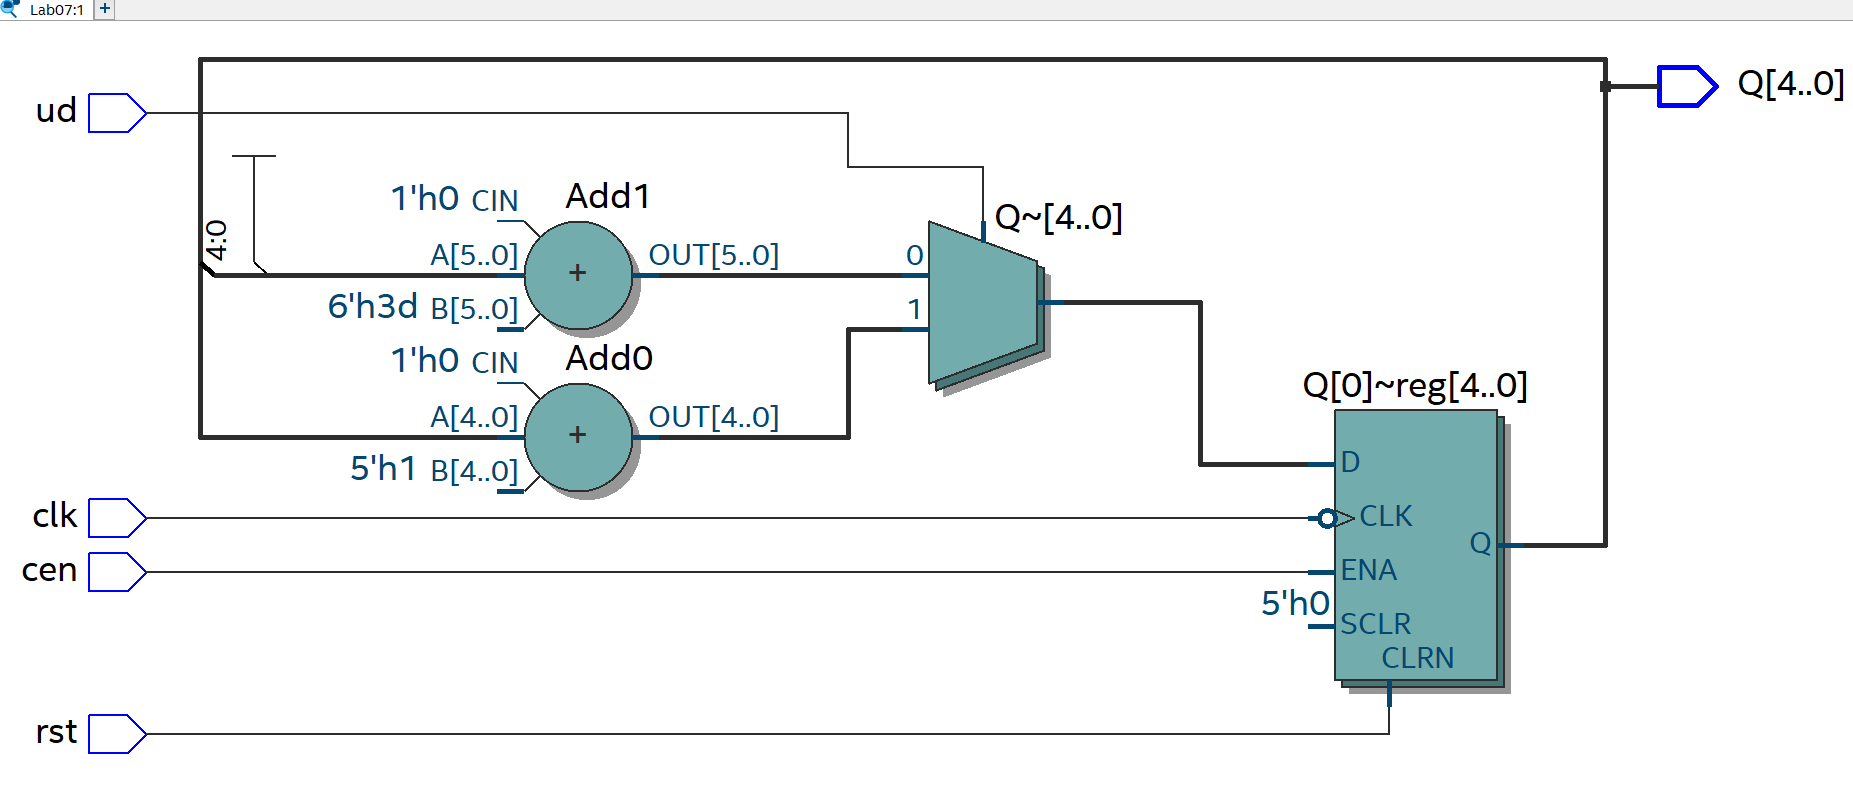 Lab07:1
Q[4..0]
ud
4:0
1'h0 CIN
Add1
Q~[4..0]
A[5..0]
OUT[5..0]
0
+
6'h3d B[5..0]
1
1'h0 CIN
Add0
Q[0]~reg[4..0]
A[4..0]
OUT[4..0]
+
5'h1 B[4..0]
D
clk
CLK
Q
cen
ENA
5'h0
SCLR
CLRN
rst